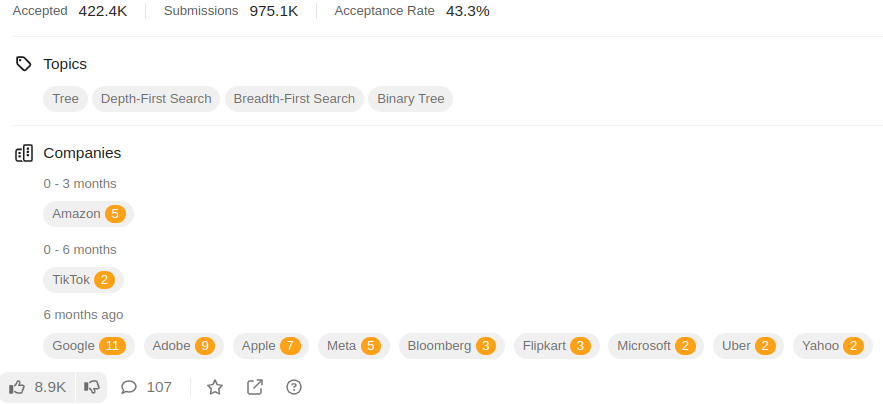 Accepted 422.4K Submissions 975.1K Acceptance Rate 43.3%
Topics
Tree Depth-First Search Breadth-First Search Binary Tree
Companies
0 - 3 months
Amazon 5
0 - 6 months
TikTok 2
6 months ago
Google 11 Adobe 9 Apple 7 Meta 5 Bloomberg 3 Flipkart 3 Microsoft 2 Uber 2 Yahoo 2
8.9K 107